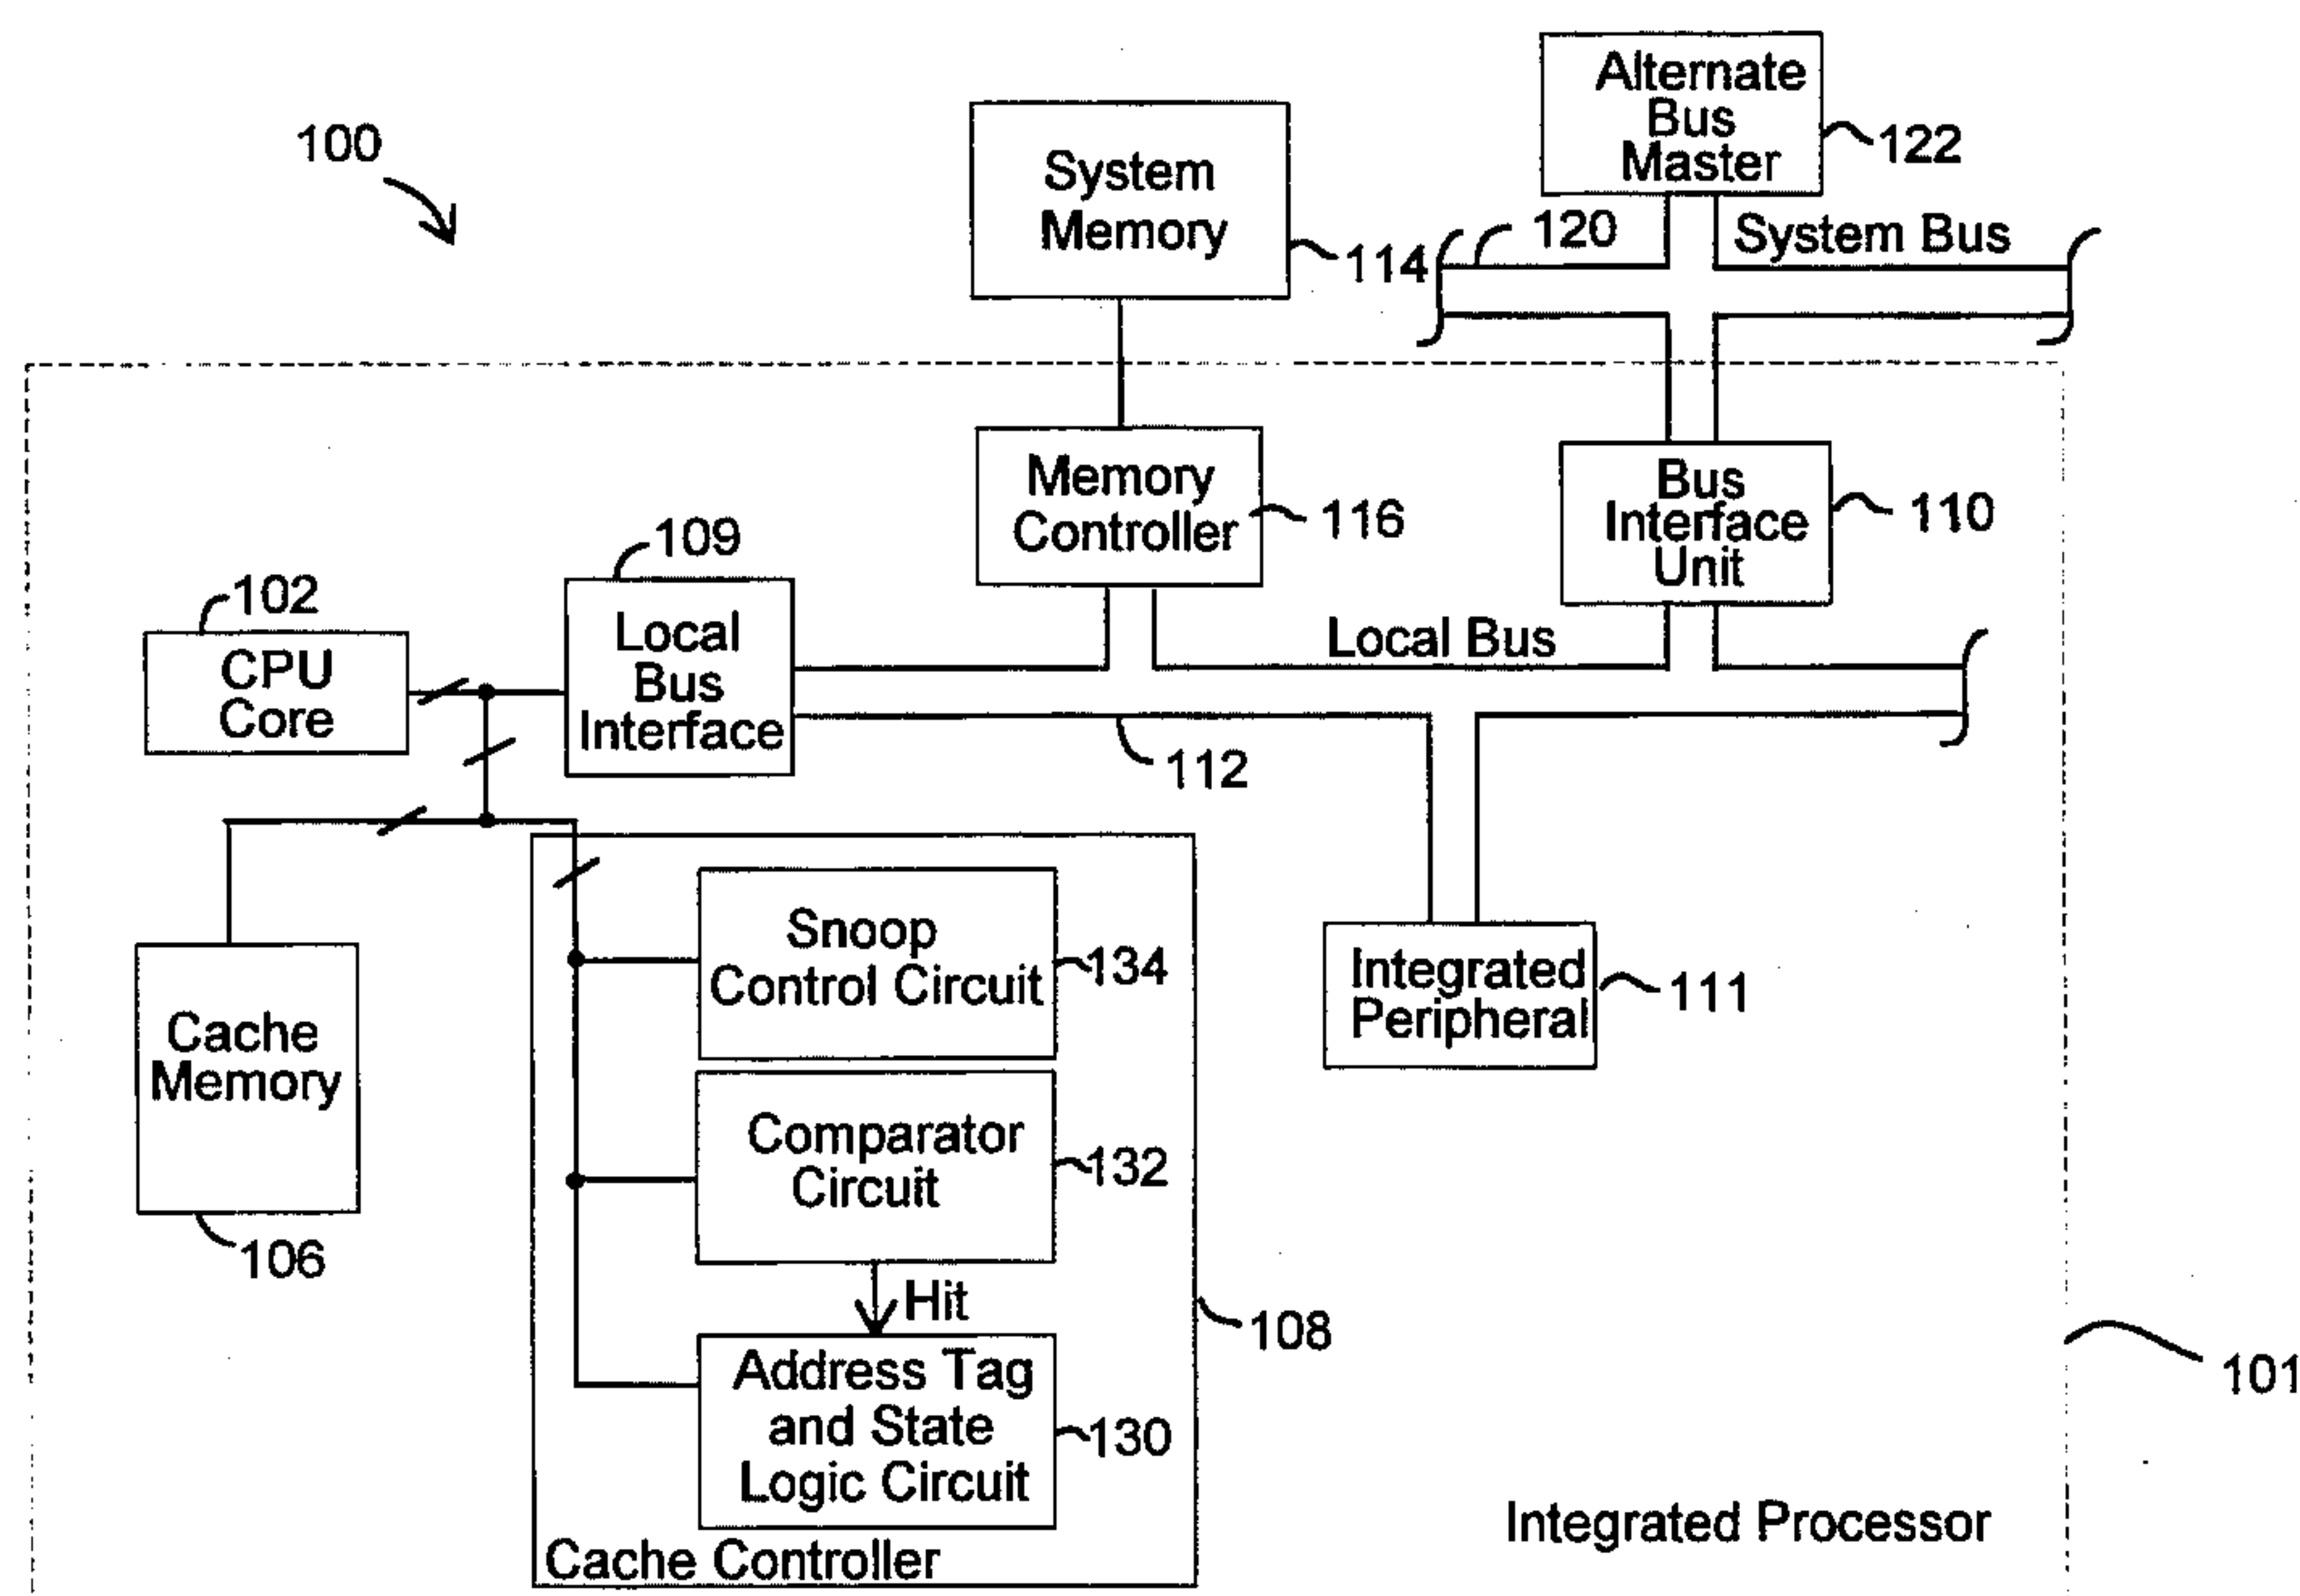 100
System
Memory
114
Alternate
Bus
Master
122
120
System Bus
Memory
Controller
116
Bus
Interface
Unit
110
109
Local
Bus
Interface
102
CPU
Core
Local Bus
112
Cache
Memory
106
Snoop
Control Circuit
134
Comparator
Circuit
132
Hit
Address Tag
and State
Logic Circuit
130
108
Cache Controller
Integrated
Peripheral
111
101
Integrated Processor